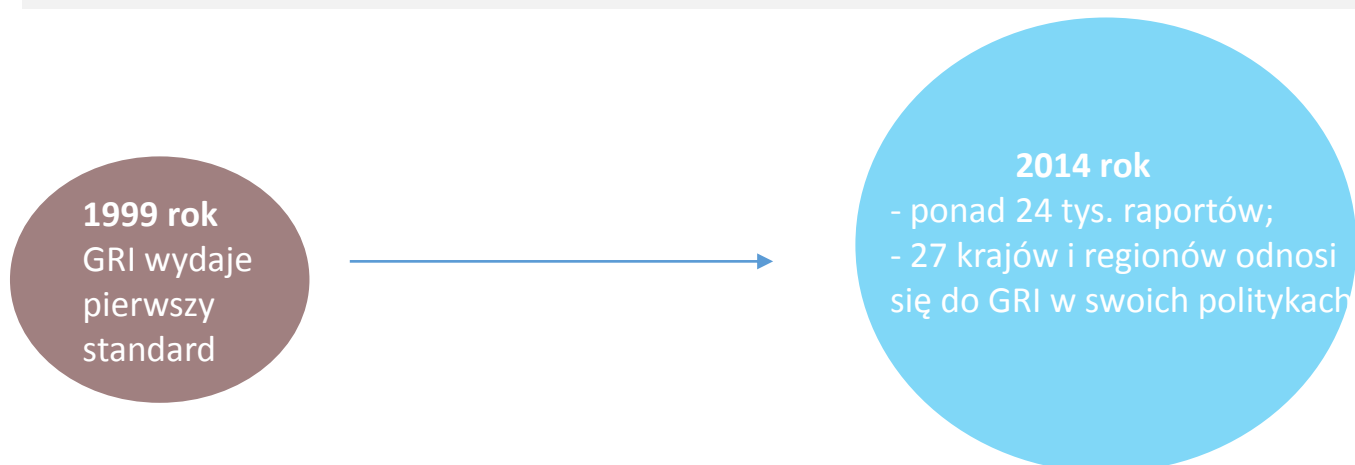 1999 rok
GRI wydaje
pierwszy
standard
2014 rok
- ponad 24 tys. raportów;
- 27 krajów i regionów odnosi
się do GRI w swoich politykach